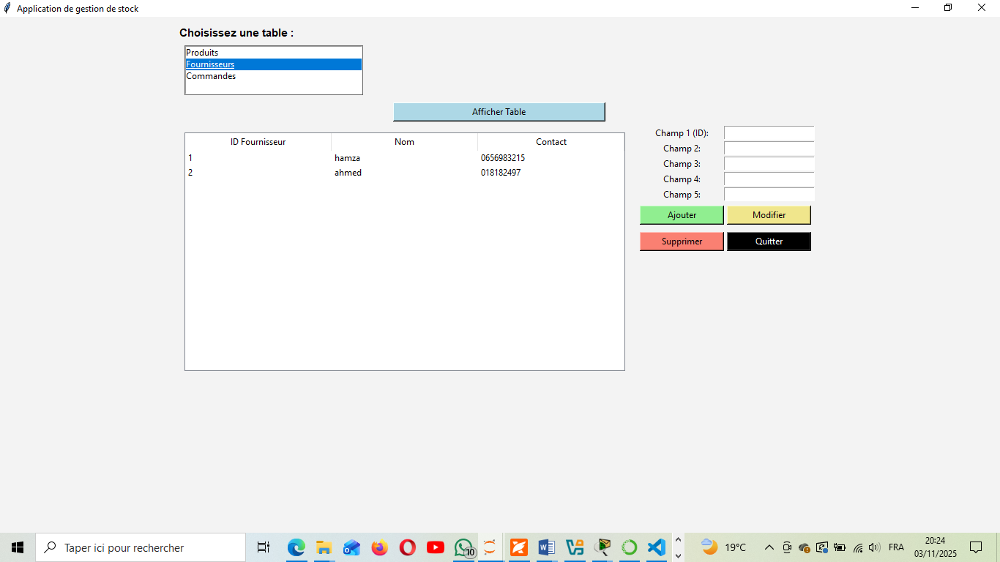 Application de gestion de stock
Choisissez une table :
Produits
Fournisseurs
Commandes
Afficher Table
ID Fournisseur Nom Contact
1 hamza 0656983215
2 ahmed 018182497
Champ 1 (ID):
Champ 2:
Champ 3:
Champ 4:
Champ 5:
Ajouter Modifier
Supprimer Quitter
Taper ici pour rechercher
10
19°C
FRA
20:24
03/11/2025